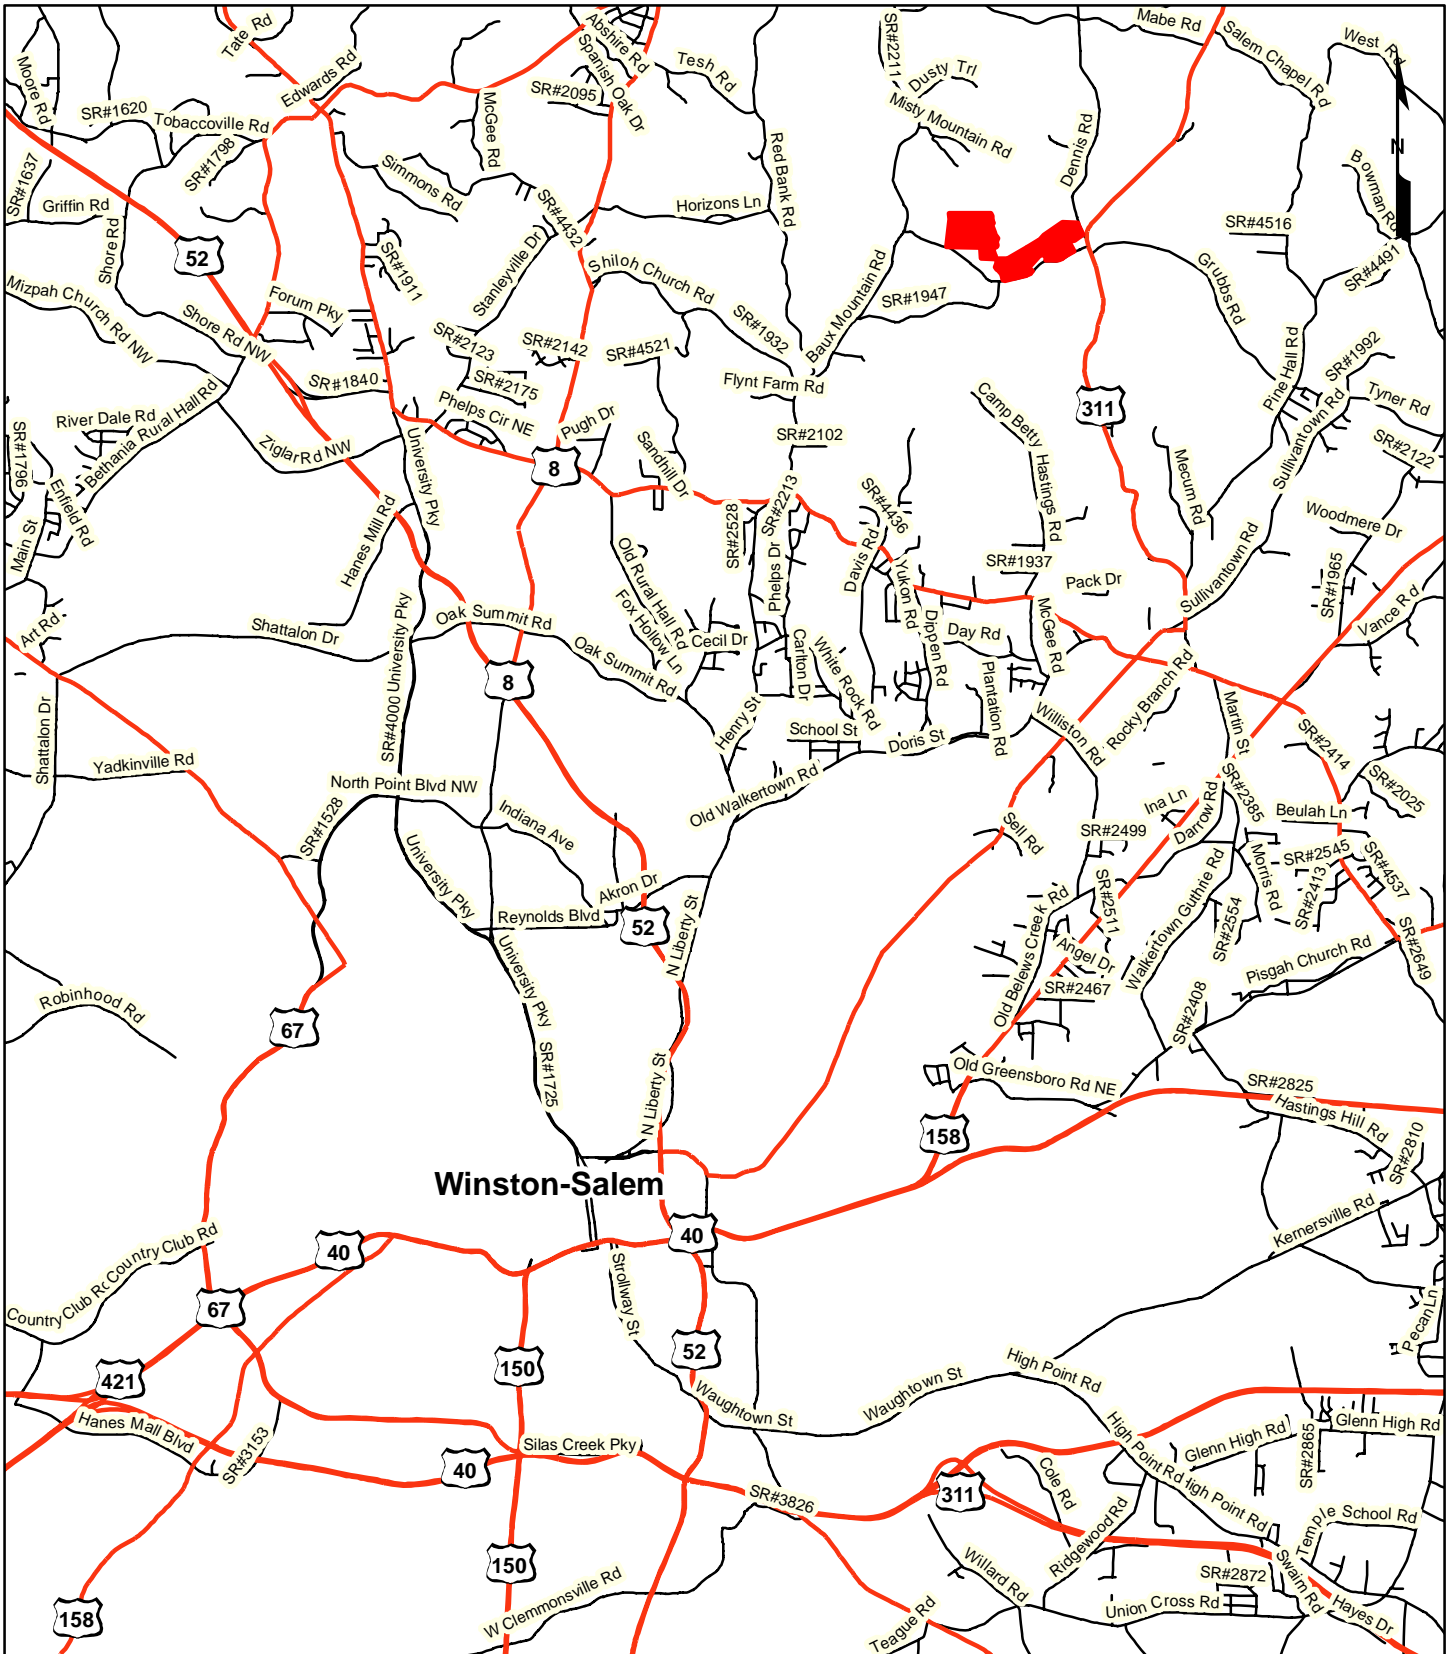 Tate Rd
Abshire Rd
Spanish Oak Dr
Tesh Rd
SR#2211
Dusty Trl
Mabe Rd
Salem Chapel Rd
West Rd
Moore Rd
Edwards Rd
SR#2095
SR#1620
Tobaccoville Rd
McGee Rd
Misty Mountain Rd
Dennis Rd
N
SR#1798
Simmons Rd
Red Bank Rd
Bowman Rd
SR#1637
Griffin Rd
SR#4432
Horizons Ln
SR#4516
Shore Rd
52
SR#1911
Stanleyville Dr
Shiloh Church Rd
SR#4491
Mizpah Church Rd NW
Forum Pky
SR#1947
Grubbs Rd
Shore Rd NW
SR#1932
Baux Mountain Rd
SR#2123
SR#2142
SR#4521
SR#1992
SR#1840
SR#2175
Flynt Farm Rd
Pine Hall Rd
River Dale Rd
Bethania Rural Hall Rd
Phelps Cir NE
Pugh Dr
Camp Betty Hastings Rd
311
Sullivantown Rd
Tyner Rd
SR#1796
Ziglar Rd NW
University Pky
8
Sandhill Dr
SR#2102
SR#2122
Enfield Rd
Mecum Rd
Main St
Hanes Mill Rd
SR#2528
SR#2213
SR#4436
Woodmere Dr
Old Rural Hall Rd
Phelps Dr
Davis Rd
Yukon Rd
SR#1937
Pack Dr
Sullivantown Rd
SR#1965
Vance Rd
Art Rd
Shattalon Dr
SR#4000 University Pky
Oak Summit Rd
Fox Hollow Ln
Cecil Dr
Dippen Rd
Day Rd
McGee Rd
8
Oak Summit Rd
Carlton Dr
White Rock Rd
Plantation Rd
Rocky Branch Rd
Shattalon Dr
Henry St
School St
Doris St
Williston Rd
Martin St
SR#2414
Yadkinville Rd
North Point Blvd NW
Old Walkertown Rd
SR#2385
SR#2025
SR#1528
Indiana Ave
Sell Rd
Ina Ln
Darrow Rd
Beulah Ln
SR#2499
University Pky
Akron Dr
Morris Rd
SR#2545
SR#4537
Reynolds Blvd
52
N Liberty St
Old Belews Creek Rd
SR#2511
Walkertown Guthrie Rd
SR#2554
SR#2413
SR#2649
University Pky
Angel Dr
Pisgah Church Rd
Robinhood Rd
67
SR#2467
SR#2408
SR#1725
N Liberty St
Old Greensboro Rd NE
SR#2825
Hastings Hill Rd
158
SR#2810
Winston-Salem
Kernersville Rd
Country Club Rd
40
40
Country Club Rd
67
Strollway St
Pecan Ln
421
150
52
High Point Rd
Hanes Mall Blvd
SR#3153
Waughtown St
Waughtown St
Glenn High Rd
Silas Creek Pky
High Point Rd
Glenn High Rd
SR#2865
40
SR#3826
311
Cole Rd
High Point Rd
Temple School Rd
Ridgewood Rd
150
Willard Rd
SR#2872
Swaim Rd
W Clemmonsville Rd
158
Teague Rd
Union Cross Rd
Hayes Dr